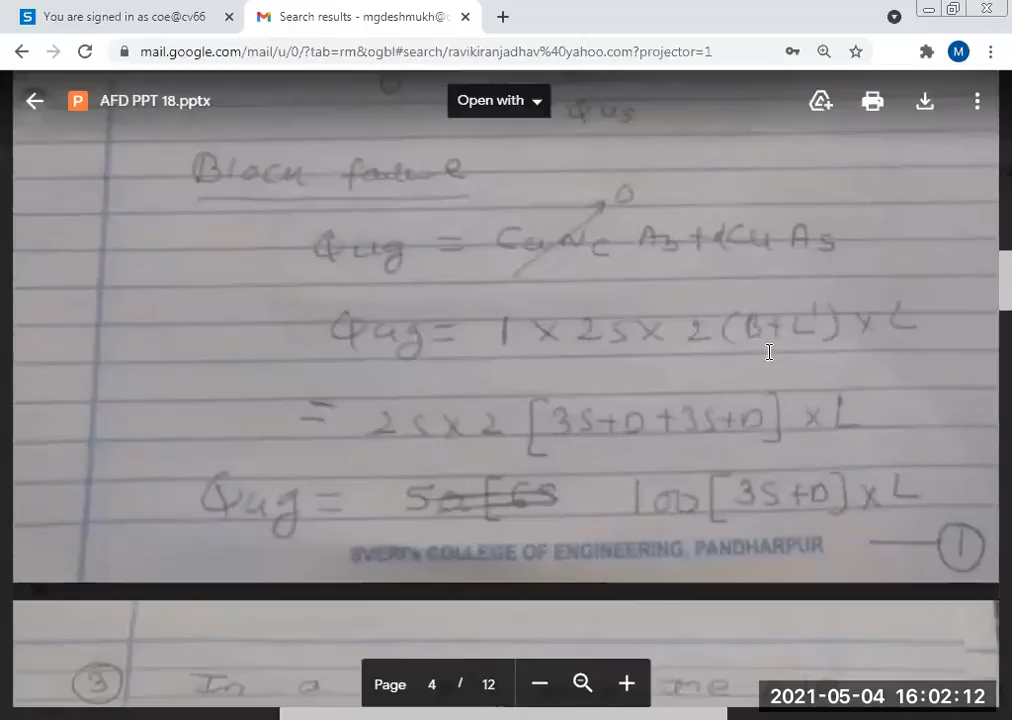 You are signed in as coe@cv66
Search results - mgdeshmukh@c
mail.google.com/mail/u/0/?tab=rm&ogbl#search/ravikiranjadhav%40yahoo.com?projector=1
M
P AFD PPT 18.pptx
Open with
Qus
Block failure
Qug = CuNc Ab + αCu As
0
Qug = 1 x 25 x 2 (B+L') x L
= 25 x 2 [3S+D+3S+D] x L
Qug = 100 [3S+D] x L
SVERI's COLLEGE OF ENGINEERING, PANDHARPUR
1
3 In a me
Page 4 / 12
2021-05-04 16:02:12